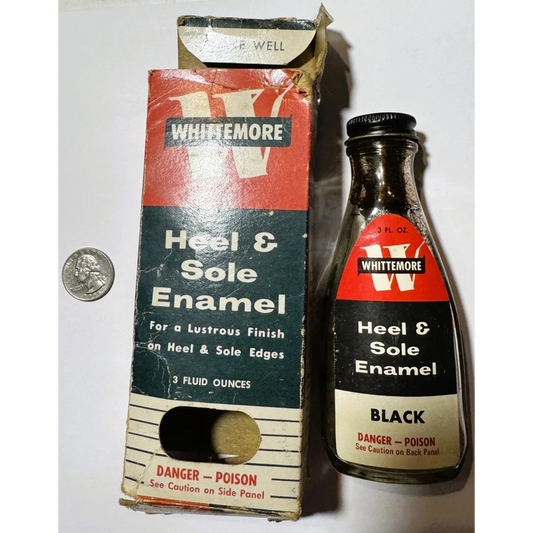 WELL
W
WHITTEMORE
Heel &
Sole
Enamel
For a Lustrous Finish
on Heel & Sole Edges
3 FLUID OUNCES
DANGER — POISON
See Caution on Side Panel
3 FL. OZ.
W
WHITTEMORE
Heel &
Sole
Enamel
BLACK
DANGER — POISON
See Caution on Back Panel